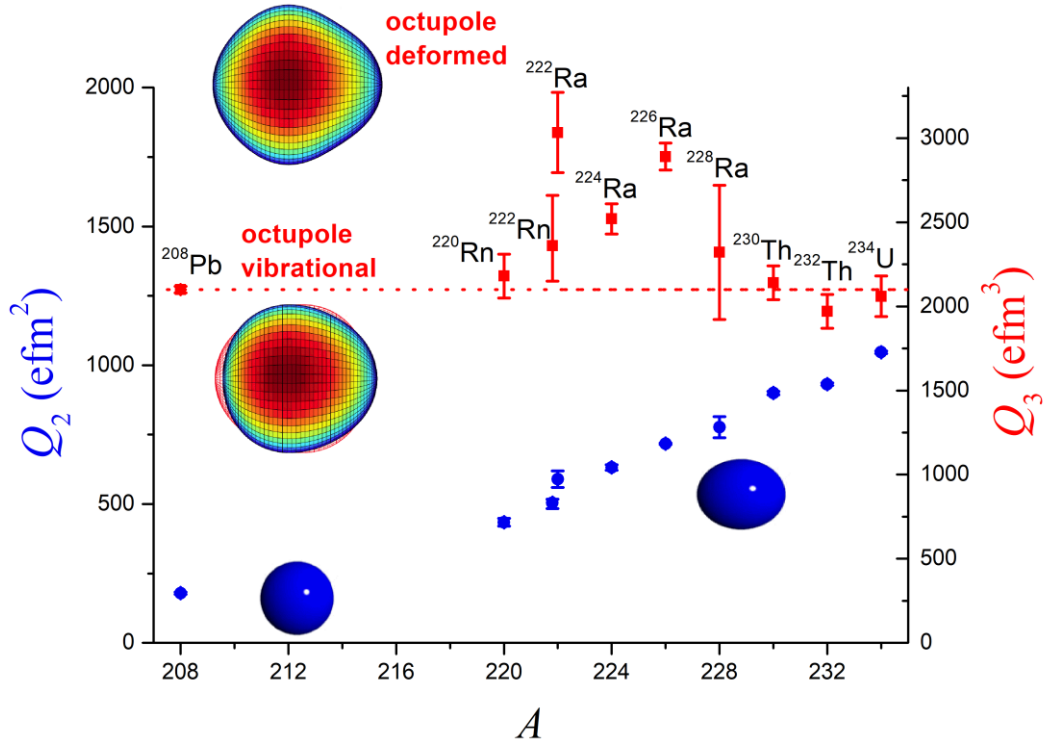 octupole
deformed
octupole
vibrational
²⁰⁸Pb
²²⁰Rn
²²²Rn
²²²Ra
²²⁴Ra
²²⁶Ra
²²⁸Ra
²³⁰Th
²³²Th
²³⁴U
Q₂ (efm²)
2000
1500
1000
500
0
Q₃ (efm³)
3000
2500
2000
1500
1000
500
0
208 212 216 220 224 228 232
A